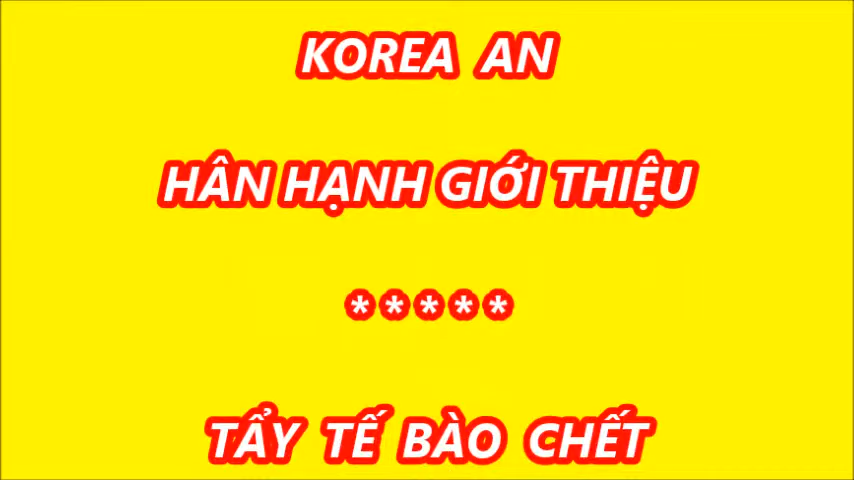 KOREA AN
HÂN HẠNH GIỚI THIỆU
*****
TẨY TẾ BÀO CHẾT